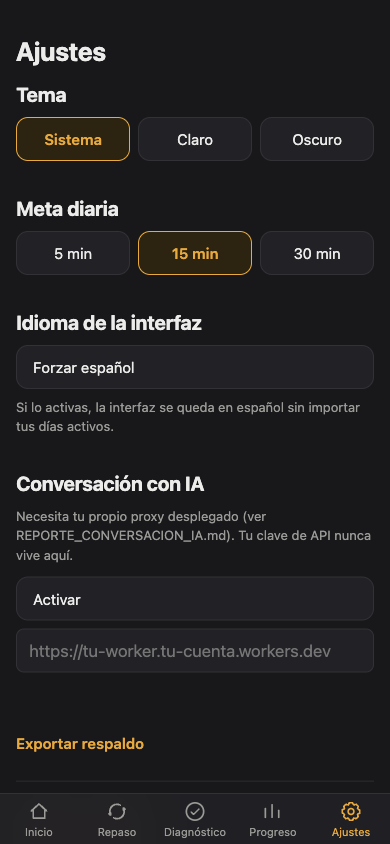 Ajustes
Tema
Sistema
Claro
Oscuro
Meta diaria
5 min
15 min
30 min
Idioma de la interfaz
Forzar español
Si lo activas, la interfaz se queda en español sin importar
tus días activos.
Conversación con IA
Necesita tu propio proxy desplegado (ver
REPORTE_CONVERSACION_IA.md). Tu clave de API nunca
vive aquí.
Activar
https://tu-worker.tu-cuenta.workers.dev
Exportar respaldo
Inicio
Repaso
Diagnóstico
Progreso
Ajustes